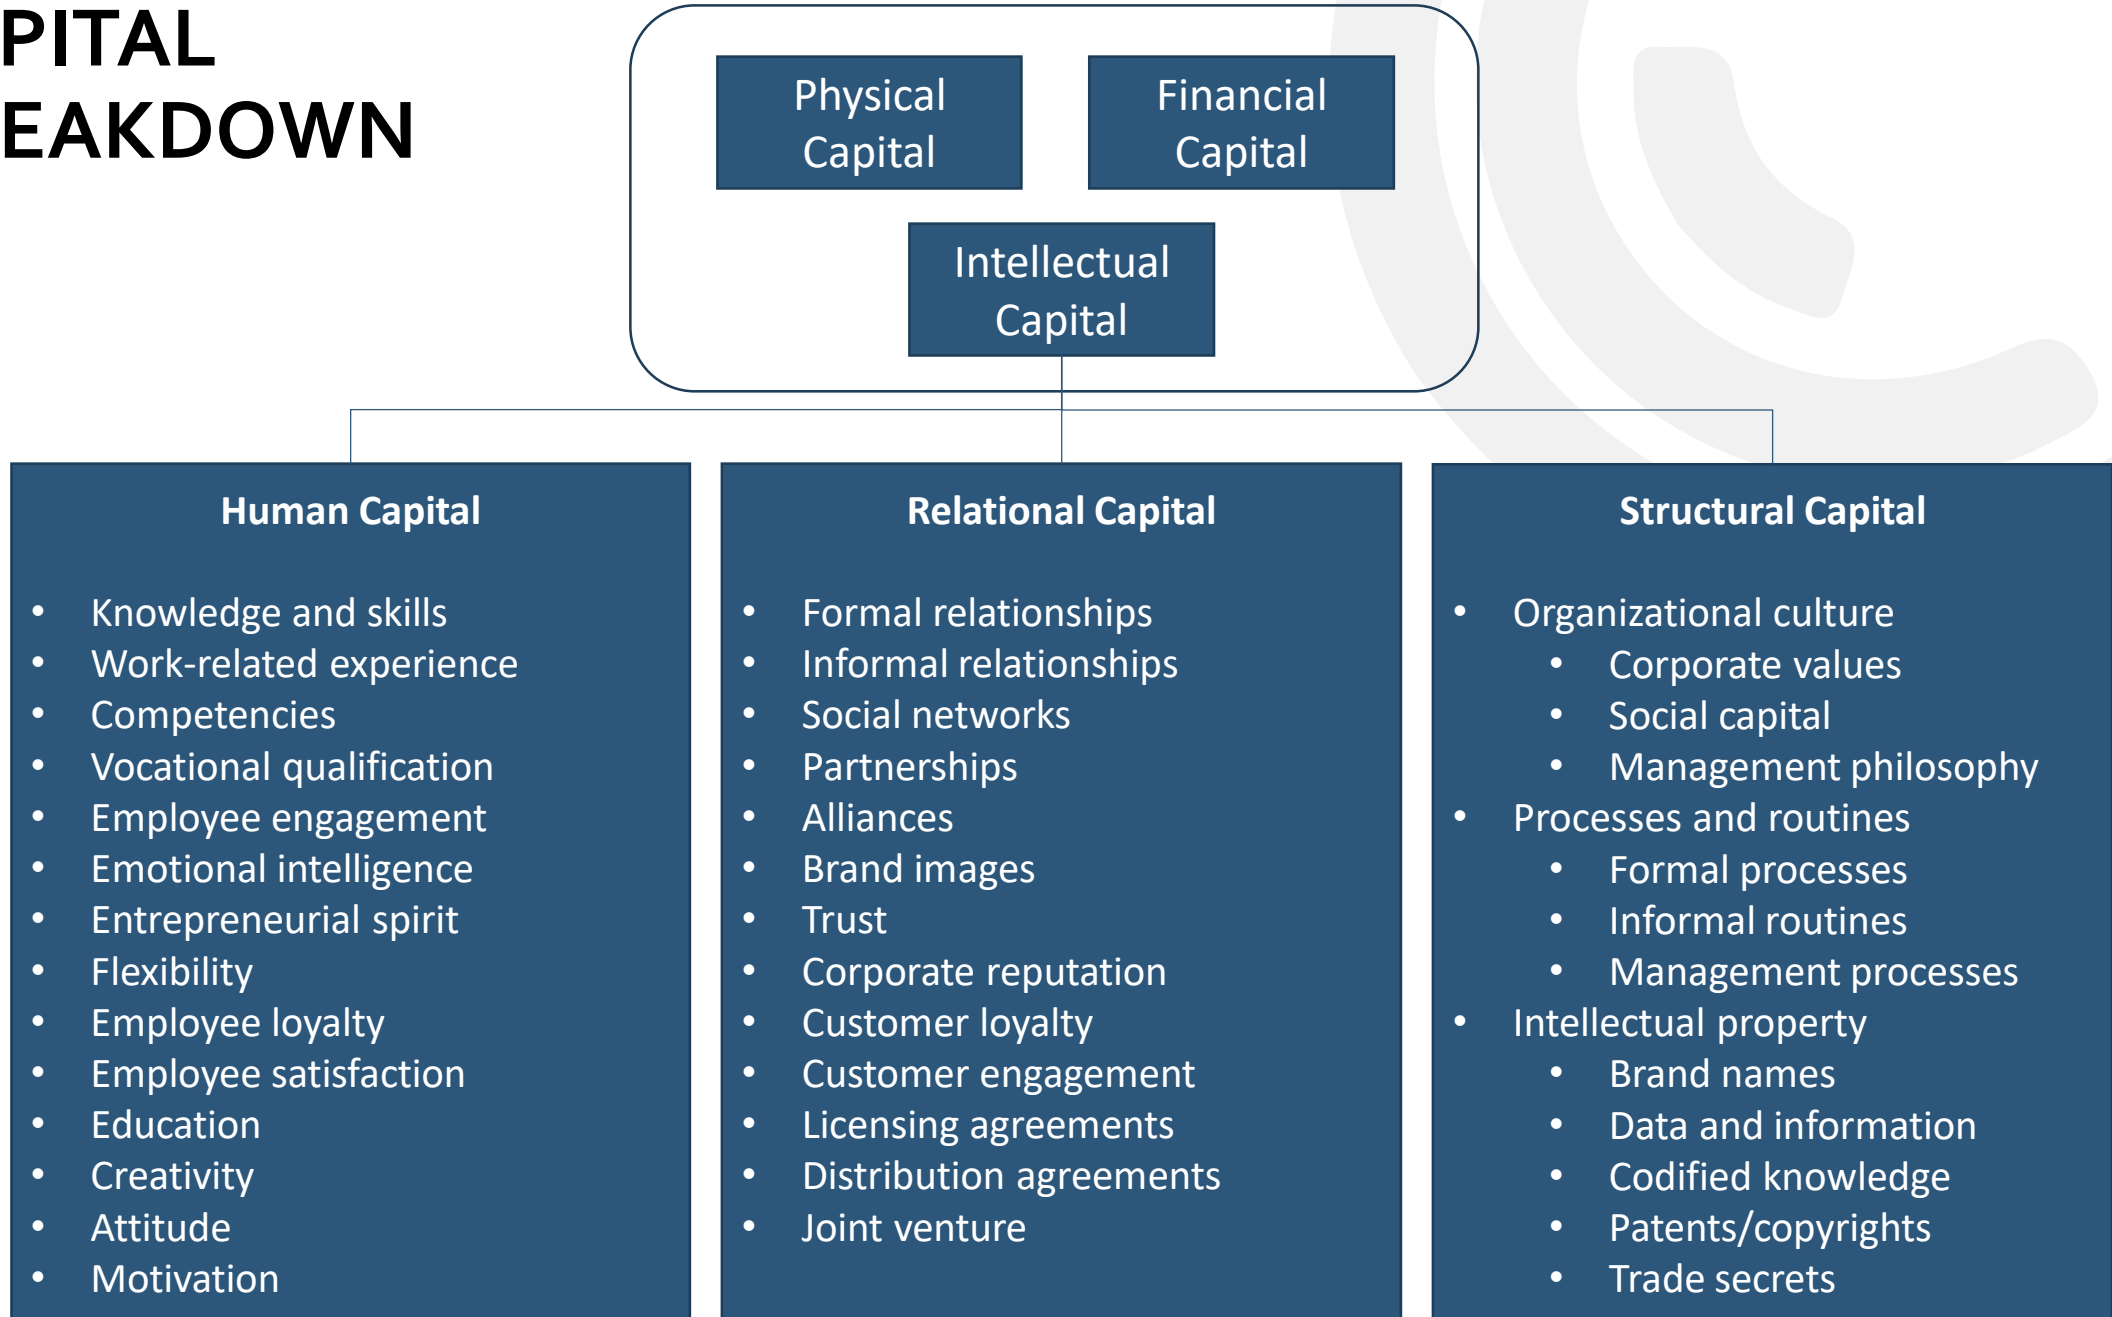 PITAL
EAKDOWN
Physical
Capital
Financial
Capital
Intellectual
Capital
Human Capital
• Knowledge and skills
• Work-related experience
• Competencies
• Vocational qualification
• Employee engagement
• Emotional intelligence
• Entrepreneurial spirit
• Flexibility
• Employee loyalty
• Employee satisfaction
• Education
• Creativity
• Attitude
• Motivation
Relational Capital
• Formal relationships
• Informal relationships
• Social networks
• Partnerships
• Alliances
• Brand images
• Trust
• Corporate reputation
• Customer loyalty
• Customer engagement
• Licensing agreements
• Distribution agreements
• Joint venture
Structural Capital
• Organizational culture
• Corporate values
• Social capital
• Management philosophy
• Processes and routines
• Formal processes
• Informal routines
• Management processes
• Intellectual property
• Brand names
• Data and information
• Codified knowledge
• Patents/copyrights
• Trade secrets